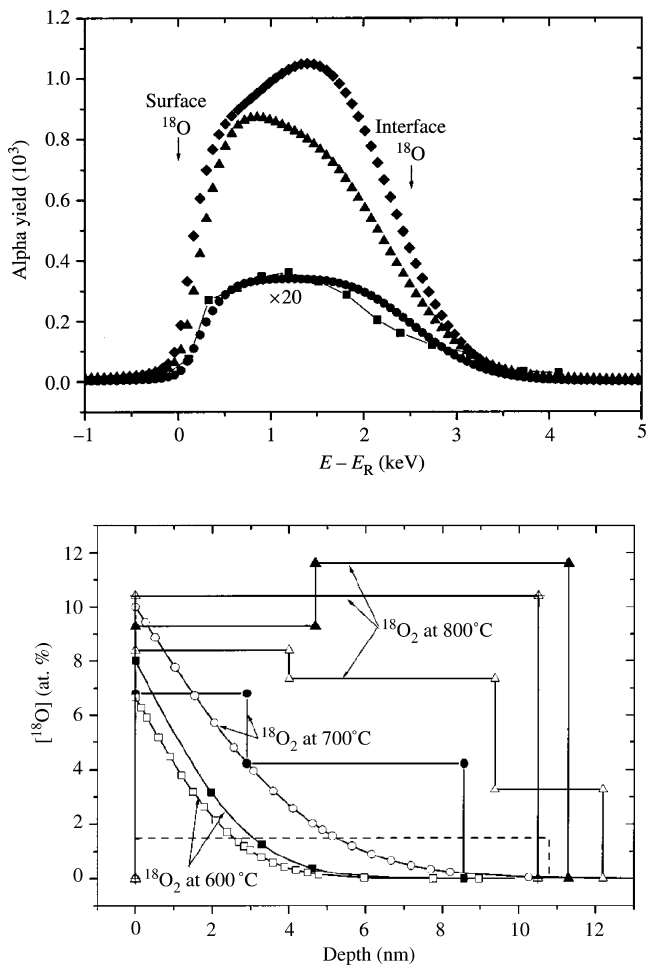 1.2
1.0
0.8
0.6
0.4
0.2
0.0
Alpha yield (10³)
Surface
¹⁸O
Interface
¹⁸O
×20
−1
0
1
2
3
4
5
E – E_R (keV)
12
10
8
6
4
2
0
[¹⁸O] (at. %)
¹⁸O₂ at 800°C
¹⁸O₂ at 700°C
¹⁸O₂ at 600°C
0
2
4
6
8
10
12
Depth (nm)